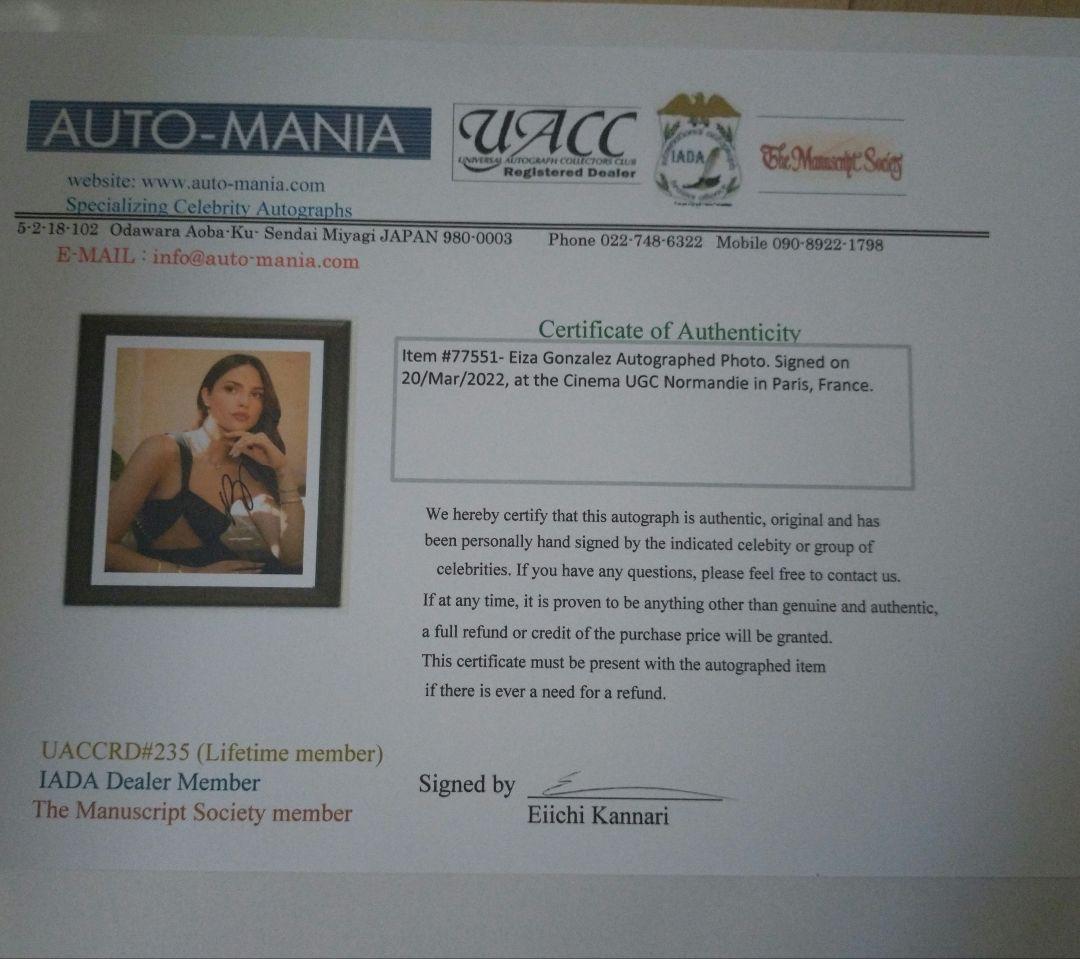 AUTO-MANIA
website: www.auto-mania.com
Specializing Celebrity Autographs
UACC
UNIVERSAL AUTOGRAPH COLLECTORS CLUB
Registered Dealer
IADA
The Manuscript Society
5-2-18-102 Odawara Aoba-Ku- Sendai Miyagi JAPAN 980-0003 Phone 022-748-6322 Mobile 090-8922-1798
E-MAIL : info@auto-mania.com
Certificate of Authenticity
Item #77551- Eiza Gonzalez Autographed Photo. Signed on
20/Mar/2022, at the Cinema UGC Normandie in Paris, France.
We hereby certify that this autograph is authentic, original and has
been personally hand signed by the indicated celebity or group of
celebrities. If you have any questions, please feel free to contact us.
If at any time, it is proven to be anything other than genuine and authentic,
a full refund or credit of the purchase price will be granted.
This certificate must be present with the autographed item
if there is ever a need for a refund.
UACCRD#235 (Lifetime member)
IADA Dealer Member
The Manuscript Society member
Signed by
Eiichi Kannari